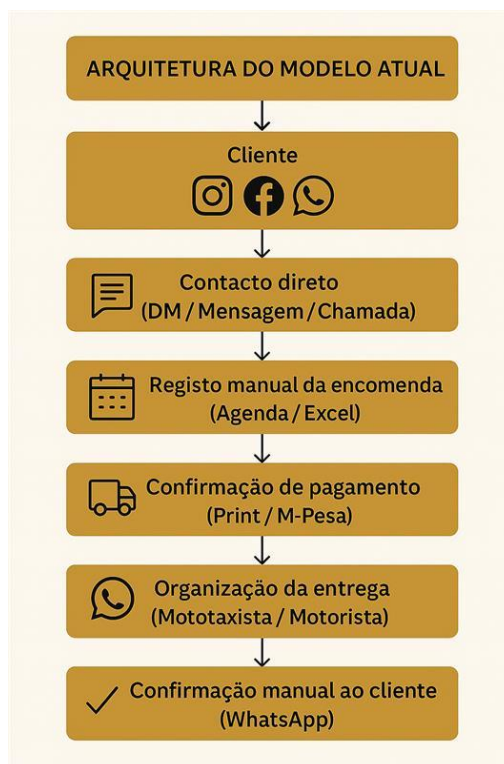 ARQUITETURA DO MODELO ATUAL
Cliente
Contacto direto
(DM / Mensagem / Chamada)
Registo manual da encomenda
(Agenda / Excel)
Confirmação de pagamento
(Print / M-Pesa)
Organização da entrega
(Mototaxista / Motorista)
Confirmação manual ao cliente
(WhatsApp)